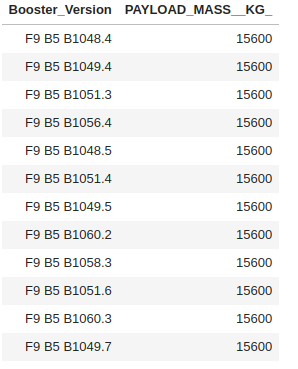 Booster_Version PAYLOAD_MASS__KG_
F9 B5 B1048.4 15600
F9 B5 B1049.4 15600
F9 B5 B1051.3 15600
F9 B5 B1056.4 15600
F9 B5 B1048.5 15600
F9 B5 B1051.4 15600
F9 B5 B1049.5 15600
F9 B5 B1060.2 15600
F9 B5 B1058.3 15600
F9 B5 B1051.6 15600
F9 B5 B1060.3 15600
F9 B5 B1049.7 15600